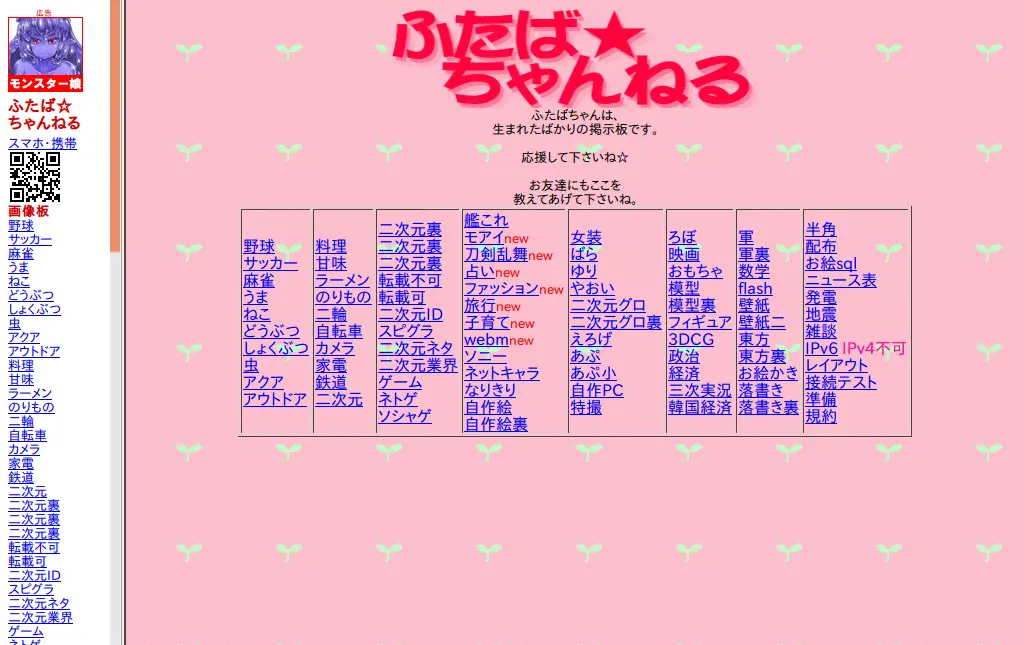 広告
モンスター娘
ふたば☆
ちゃんねる
スマホ・携帯
画像板
野球
サッカー
麻雀
うま
ねこ
どうぶつ
しょくぶつ
虫
アクア
アウトドア
料理
甘味
ラーメン
のりもの
二輪
自転車
カメラ
家電
鉄道
二次元
二次元裏
二次元裏
二次元裏
転載不可
転載可
二次元ID
スピグラ
二次元ネタ
二次元業界
ゲーム
ネトゲ
ふたば★
ちゃんねる
ふたばちゃんは、
生まれたばかりの掲示板です。
応援して下さいね☆
お友達にもここを
教えてあげて下さいね。
野球
サッカー
麻雀
うま
ねこ
どうぶつ
しょくぶつ
虫
アクア
アウトドア
料理
甘味
ラーメン
のりもの
二輪
自転車
カメラ
家電
鉄道
二次元
二次元裏
二次元裏
二次元裏
転載不可
転載可
二次元ID
スピグラ
二次元ネタ
二次元業界
ゲーム
ネトゲ
ソシャゲ
艦これ
モアイnew
刀剣乱舞new
占いnew
ファッションnew
旅行new
子育てnew
webmnew
ソニー
ネットキャラ
なりきり
自作絵
自作絵裏
女装
ばら
ゆり
やおい
二次元グロ
二次元グロ裏
えろげ
あぷ
あぷ小
自作PC
特撮
ろぼ
映画
おもちゃ
模型
模型裏
フィギュア
3DCG
政治
経済
三次実況
韓国経済
軍
軍裏
数学
flash
壁紙
壁紙二
東方
東方裏
お絵かき
落書き
落書き裏
半角
配布
お絵sql
ニュース表
発電
地震
雑談
IPv6 IPv4不可
レイアウト
接続テスト
準備
規約